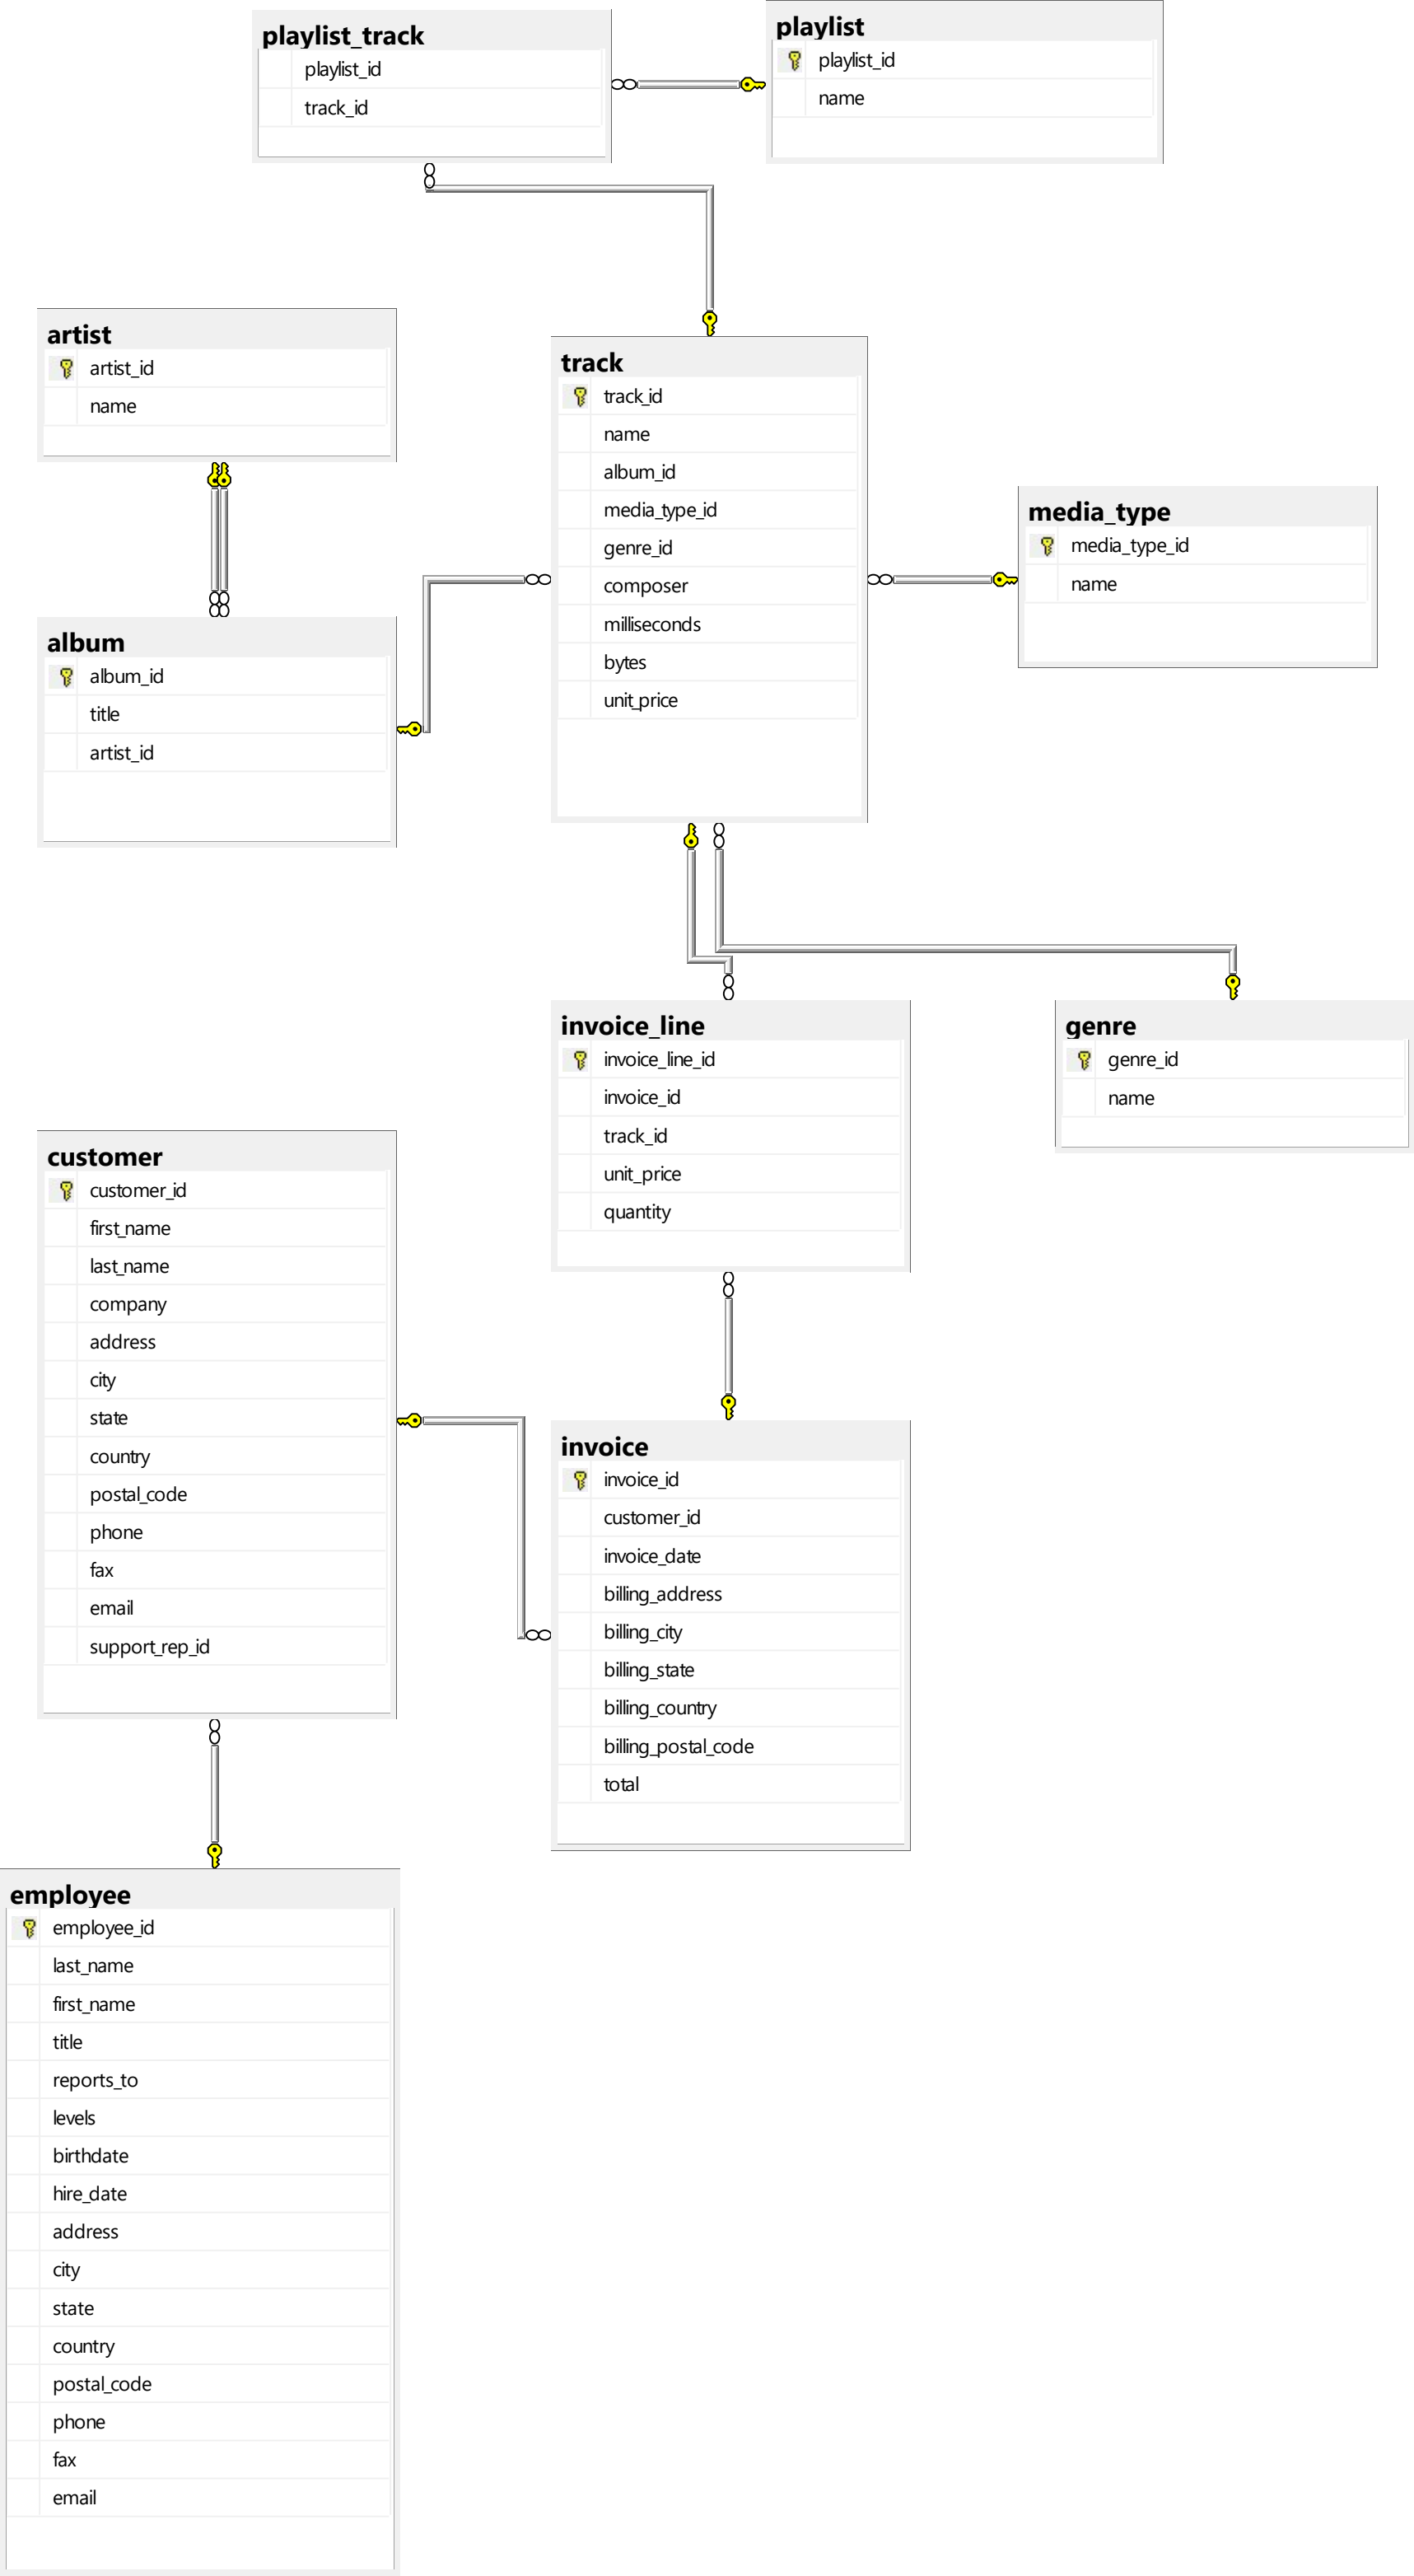 playlist_track
playlist_id
track_id
playlist
playlist_id
name
artist
artist_id
name
track
track_id
name
album_id
media_type_id
genre_id
composer
milliseconds
bytes
unit_price
media_type
media_type_id
name
album
album_id
title
artist_id
invoice_line
invoice_line_id
invoice_id
track_id
unit_price
quantity
genre
genre_id
name
customer
customer_id
first_name
last_name
company
address
city
state
country
postal_code
phone
fax
email
support_rep_id
invoice
invoice_id
customer_id
invoice_date
billing_address
billing_city
billing_state
billing_country
billing_postal_code
total
employee
employee_id
last_name
first_name
title
reports_to
levels
birthdate
hire_date
address
city
state
country
postal_code
phone
fax
email